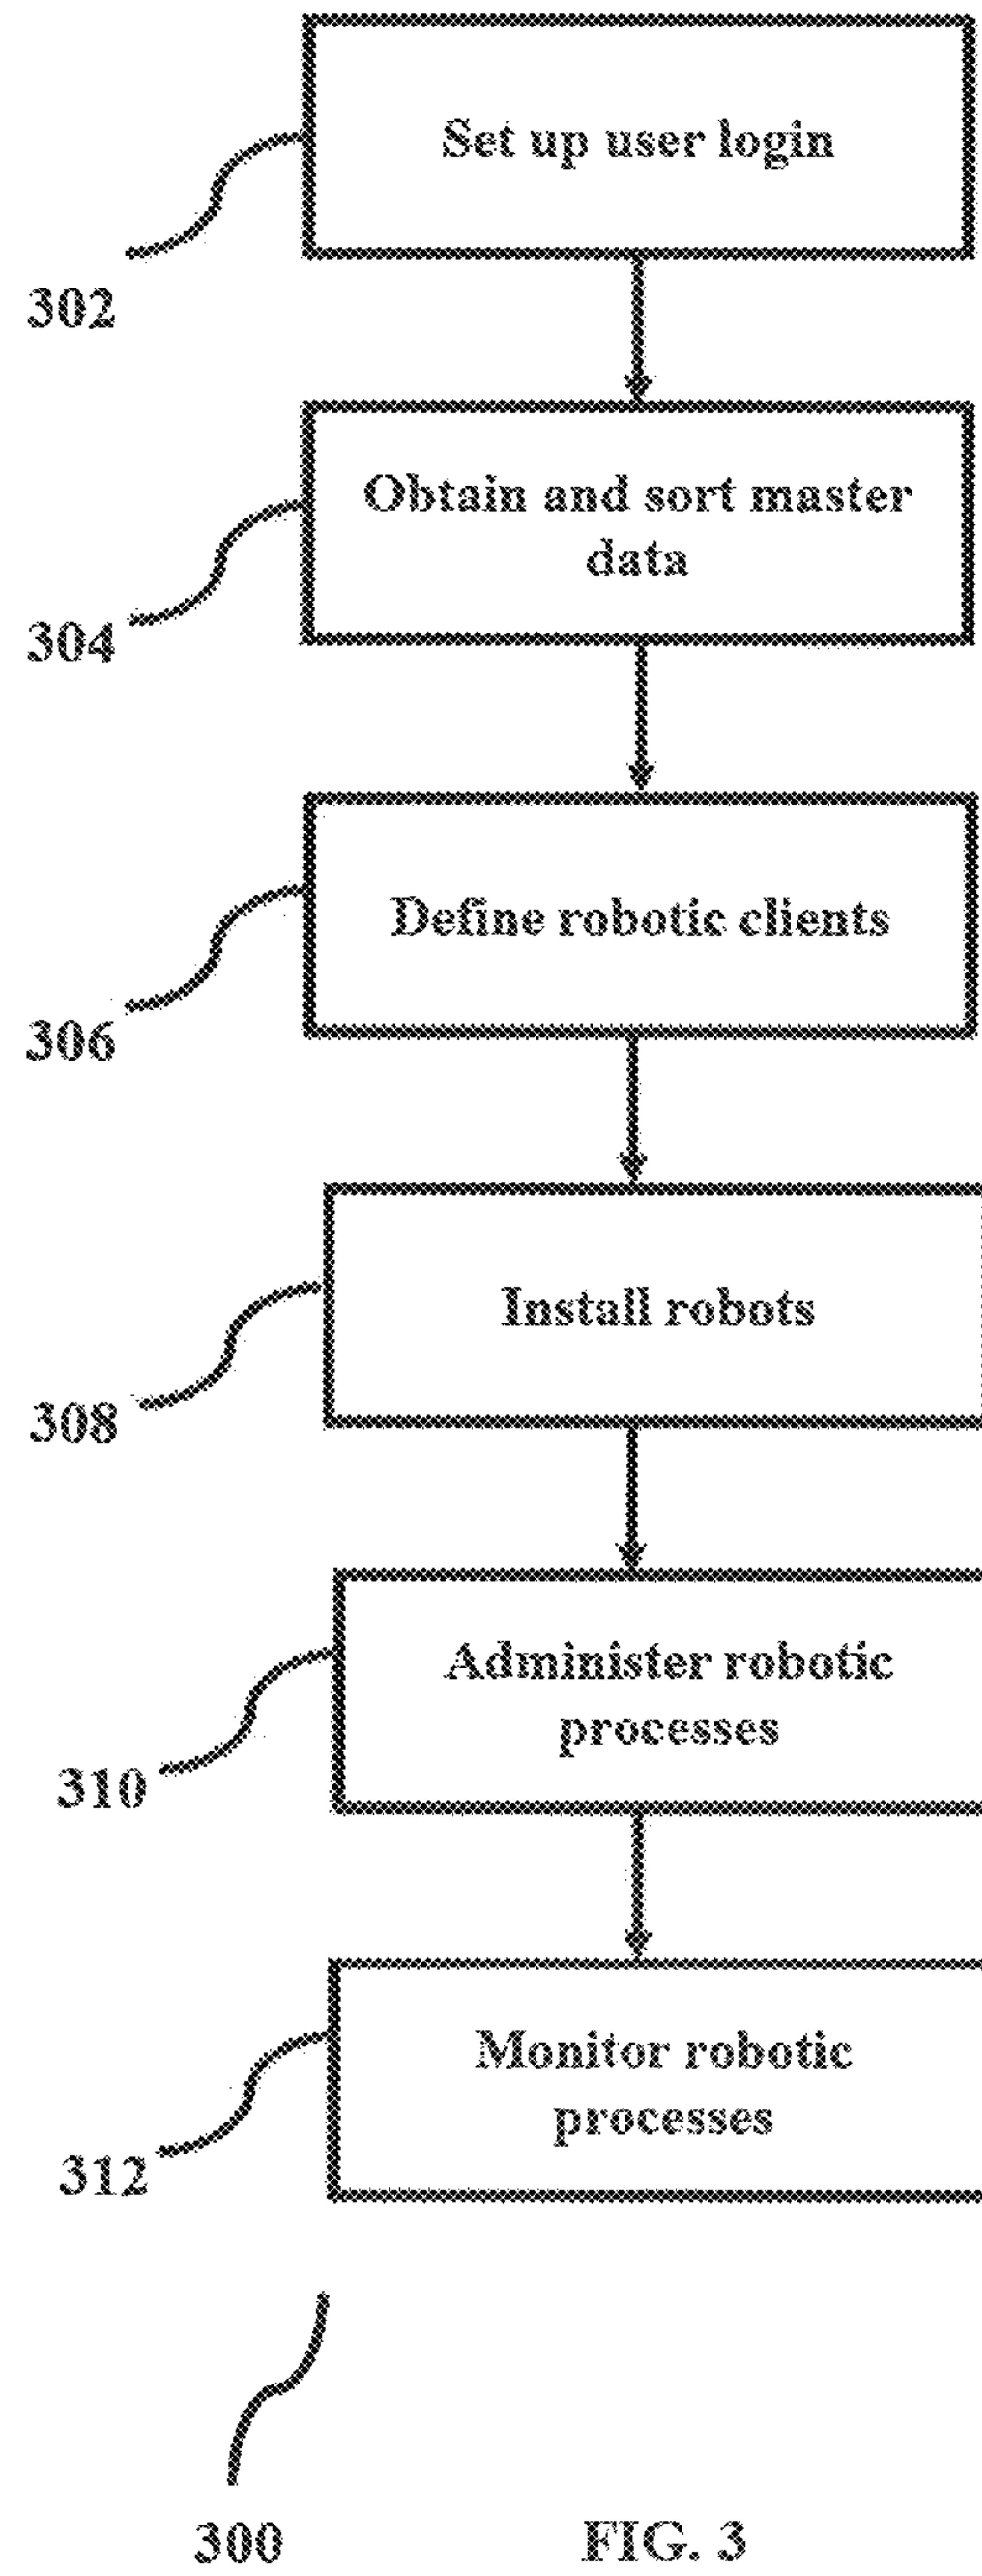 Set up user login
302
Obtain and sort master
data
304
Define robotic clients
306
Install robots
308
Administer robotic
processes
310
Monitor robotic
processes
312
300
FIG. 3